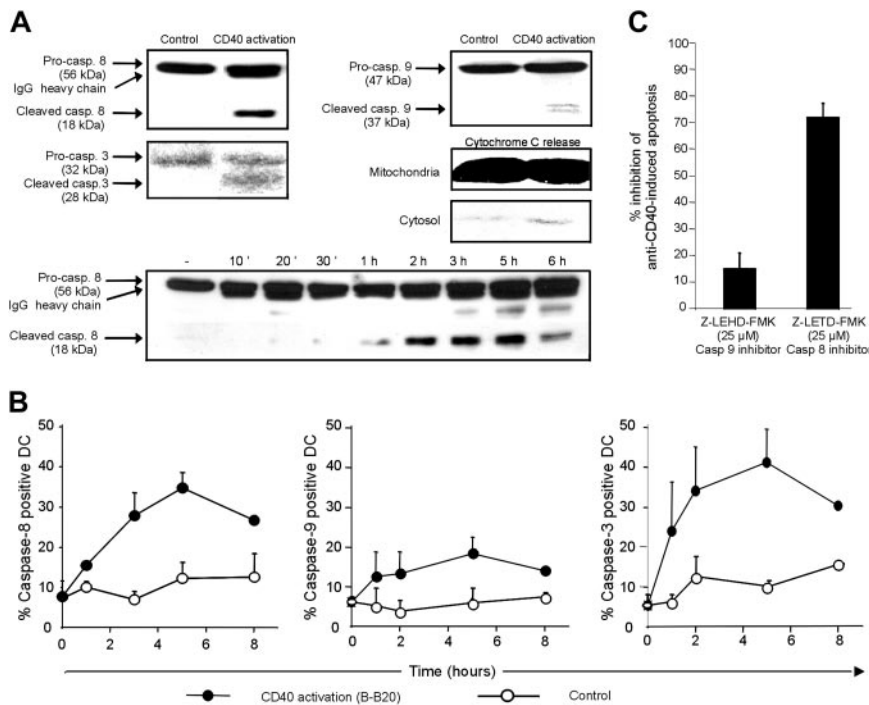 A
Control CD40 activation
Pro-casp. 8
(56 kDa)
IgG heavy chain
Cleaved casp. 8
(18 kDa)
Pro-casp. 3
(32 kDa)
Cleaved casp.3
(28 kDa)
Control CD40 activation
Pro-casp. 9
(47 kDa)
Cleaved casp. 9
(37 kDa)
Cytochrome C release
Mitochondria
Cytosol
- 10 ' 20 ' 30 ' 1 h 2 h 3 h 5 h 6 h
Pro-casp. 8
(56 kDa)
IgG heavy chain
Cleaved casp. 8
(18 kDa)
C
% inhibition of
anti-CD40-induced apoptosis
100
90
80
70
60
50
40
30
20
10
0
Z-LEHD-FMK Z-LETD-FMK
(25 µM) (25 µM)
Casp 9 inhibitor Casp 8 inhibitor
B
% Caspase-8 positive DC
50
40
30
20
10
0
0 2 4 6 8
% Caspase-9 positive DC
50
40
30
20
10
0
0 2 4 6 8
% Caspase-3 positive DC
50
40
30
20
10
0
0 2 4 6 8
Time (hours)
CD40 activation (B-B20) Control